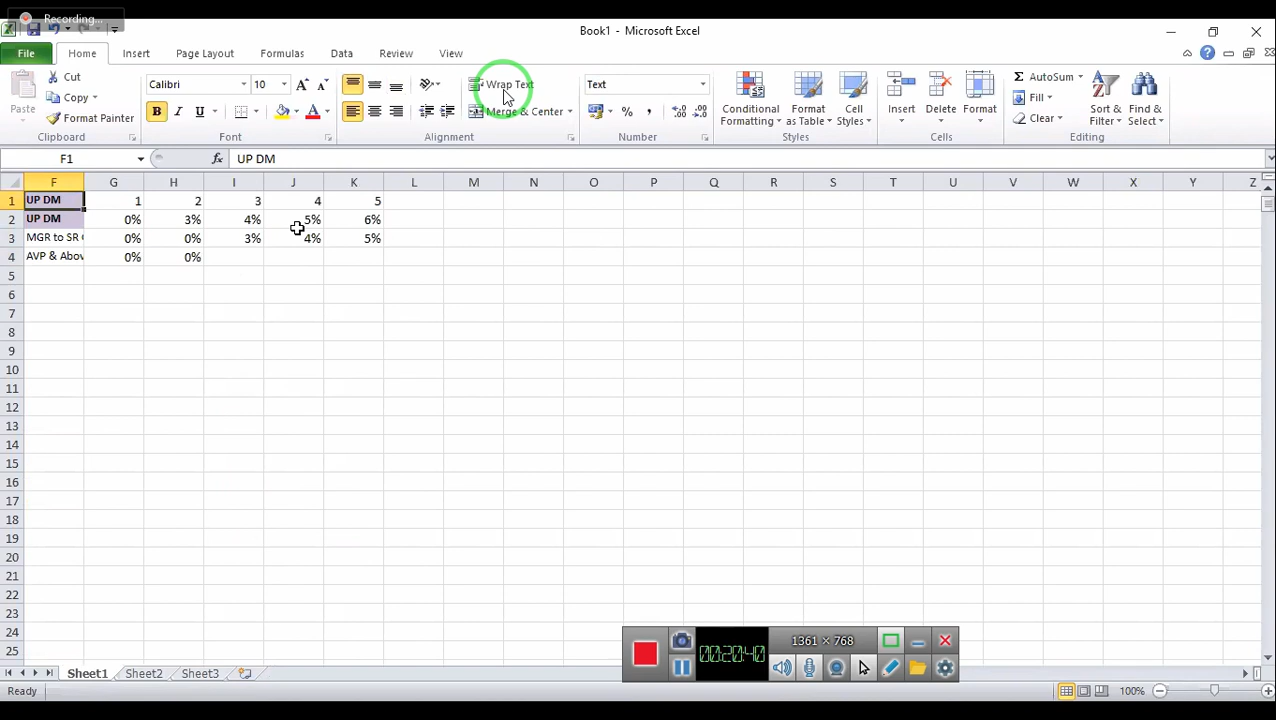 Recording...
Book1 - Microsoft Excel
File Home Insert Page Layout Formulas Data Review View
Paste
Cut
Copy
Format Painter
Clipboard
Calibri 10
B I U
Font
Wrap Text
Merge & Center
Alignment
Text
Number
Conditional Formatting
Format as Table
Cell Styles
Styles
Insert
Delete
Format
Cells
AutoSum
Fill
Clear
Sort & Filter
Find & Select
Editing
F1 fx UP DM
F G H I J K L M N O P Q R S T U V W X Y Z
1 UP DM 1 2 3 4 5
2 UP DM 0% 3% 4% 5% 6%
3 MGR to SR 0% 0% 3% 4% 5%
4 AVP & Abov 0% 0%
5
6
7
8
9
10
11
12
13
14
15
16
17
18
19
20
21
22
23
24
25
00:20:40
1361 × 768
Sheet1 Sheet2 Sheet3
Ready
100%